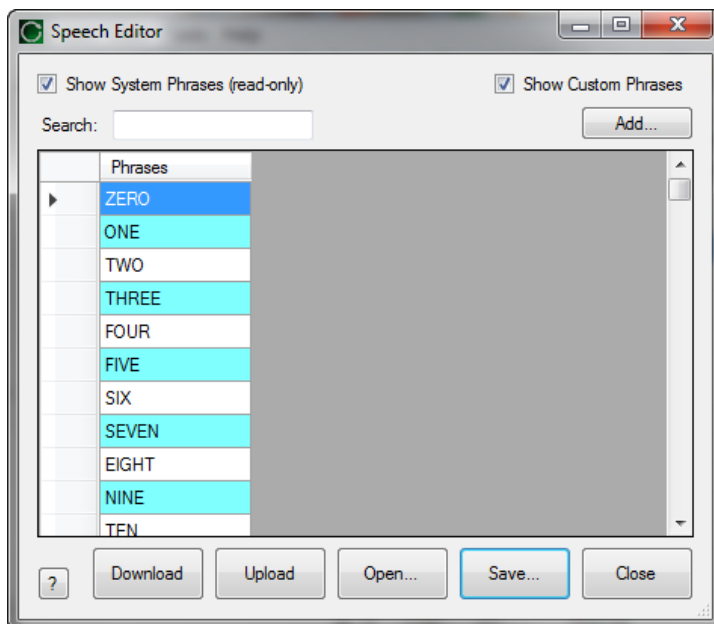 Speech Editor
Show System Phrases (read-only) Show Custom Phrases
Search: Add...
Phrases
ZERO
ONE
TWO
THREE
FOUR
FIVE
SIX
SEVEN
EIGHT
NINE
TEN
? Download Upload Open... Save... Close